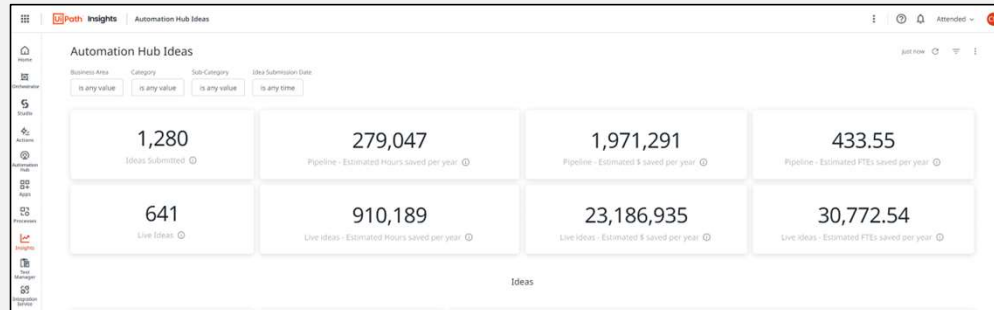 UiPath Insights Automation Hub Ideas Attended
Home
Orchestrator
Studio
Actions
Automation Hub
Apps
Processes
Insights
Test Manager
Integration Service
Automation Hub Ideas just now
Business Area Category Sub-Category Idea Submission Date
is any value is any value is any value is any time
1,280 279,047 1,971,291 433.55
Ideas Submitted Pipeline - Estimated Hours saved per year Pipeline - Estimated $ saved per year Pipeline - Estimated FTEs saved per year
641 910,189 23,186,935 30,772.54
Live Ideas Live ideas - Estimated Hours saved per year Live ideas - Estimated $ saved per year Live Ideas - Estimated FTEs saved per year
Ideas